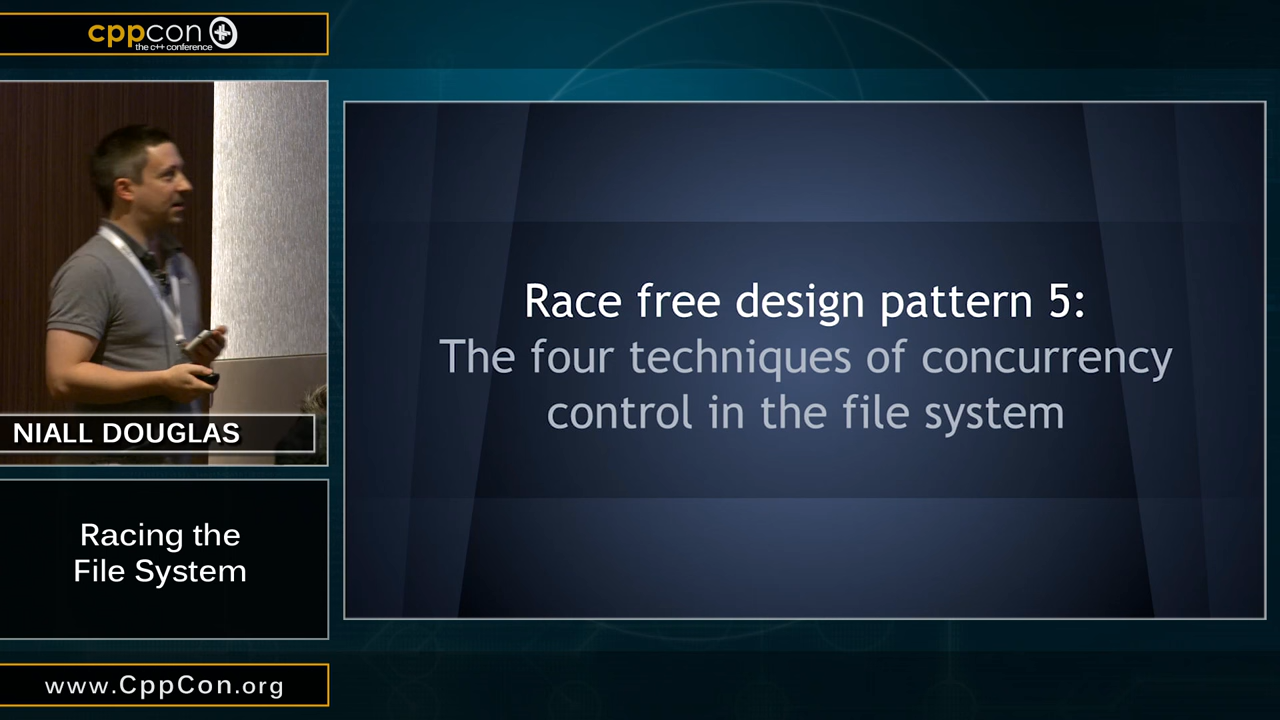 cppcon
the c++ conference
NIALL DOUGLAS
Racing the
File System
www.CppCon.org
Race free design pattern 5:
The four techniques of concurrency
control in the file system